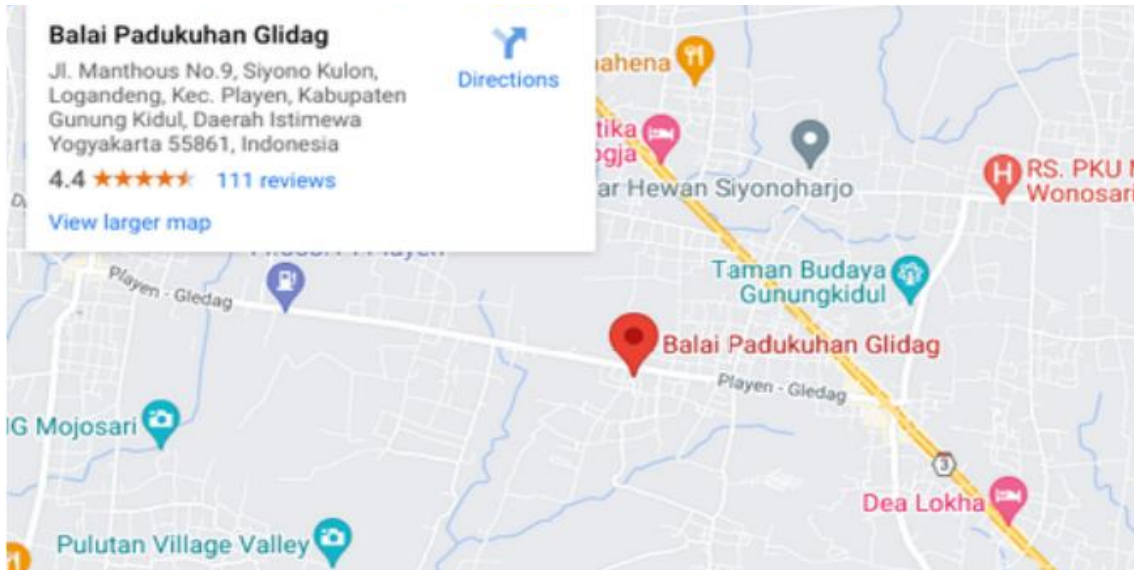 Balai Padukuhan Glidag
Jl. Manthous No.9, Siyono Kulon,
Logandeng, Kec. Playen, Kabupaten
Gunung Kidul, Daerah Istimewa
Yogyakarta 55861, Indonesia
4.4
111 reviews
View larger map
Directions
ahena
tika
ogja
ar Hewan Siyonoharjo
RS. PKU
Wonosari
Playen - Gledag
Taman Budaya
Gunungkidul
Balai Padukuhan Glidag
Playen - Gledag
G Mojosari
3
Dea Lokha
Pulutan Village Valley